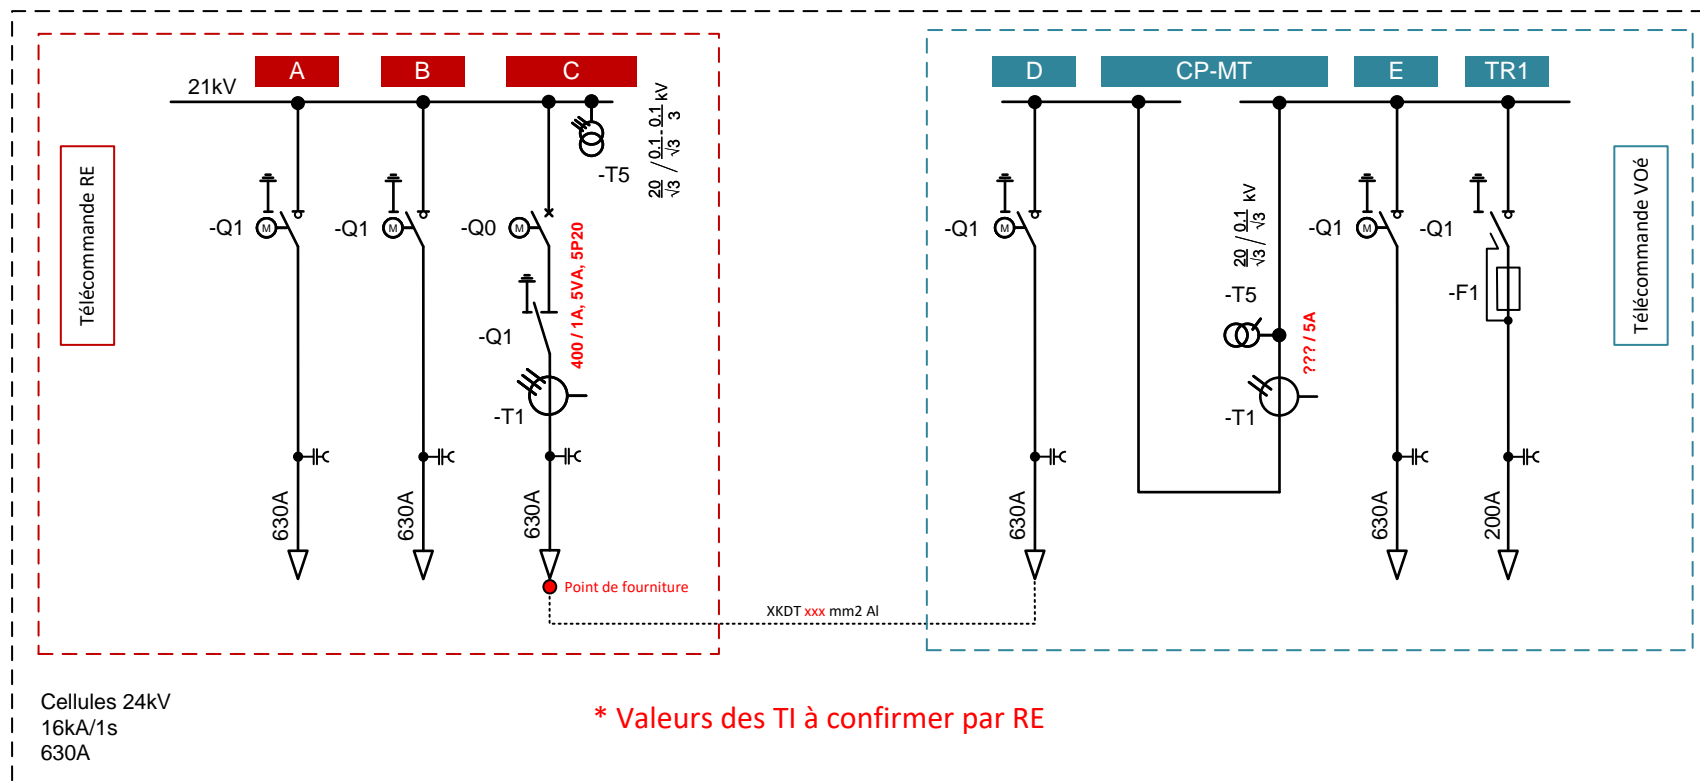 A
B
C
D
CP-MT
E
TR1
21kV
20/√3 / 0.1/√3 - 0.1/3 kV
-T5
Télécommande RE
-Q1
M
-Q1
M
-Q0
M
400 / 1A, 5VA, 5P20
-Q1
-T1
630A
630A
630A
Point de fourniture
XKDT xxx mm2 Al
-Q1
M
20/√3 / 0.1/√3 kV
-T5
??? / 5A
-T1
-Q1
M
-Q1
-F1
Télécommande VOé
630A
630A
200A
Cellules 24kV
16kA/1s
630A
* Valeurs des TI à confirmer par RE